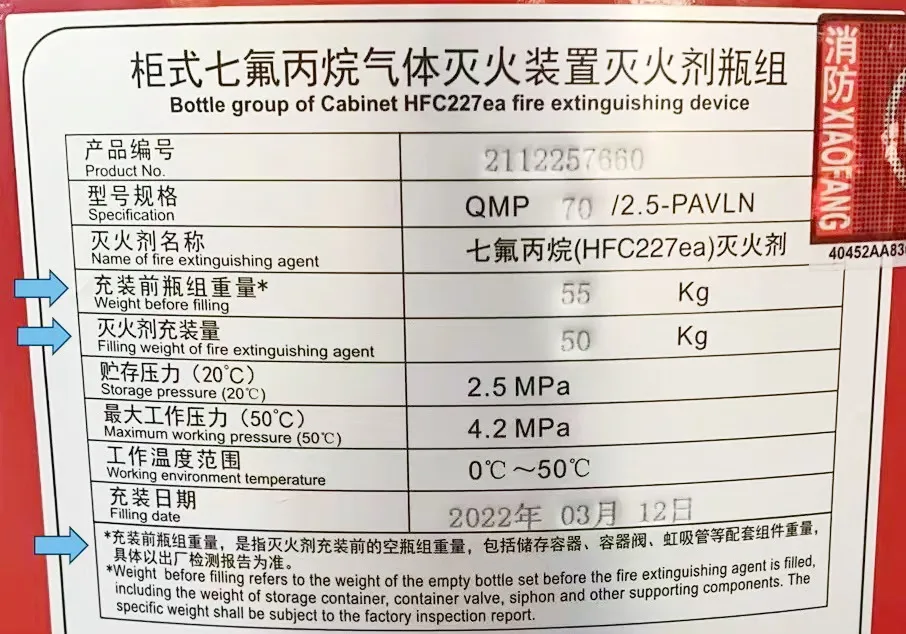 柜式七氟丙烷气体灭火装置灭火剂瓶组
Bottle group of Cabinet HFC227ea fire extinguishing device
消防XIAOFANG
产品编号 2112257660
Product No.
型号规格 QMP 70 /2.5-PAVLN
Specification
灭火剂名称 七氟丙烷(HFC227ea)灭火剂
Name of fire extinguishing agent
40452AA83
充装前瓶组重量* 55 Kg
Weight before filling
灭火剂充装量 50 Kg
Filling weight of fire extinguishing agent
贮存压力（20℃） 2.5 MPa
Storage pressure (20℃)
最大工作压力（50℃） 4.2 MPa
Maximum working pressure (50℃)
工作温度范围 0℃～50℃
Working environment temperature
充装日期 2022年 03月 12日
Filling date
*充装前瓶组重量，是指灭火剂充装前的空瓶组重量，包括储存容器、容器阀、虹吸管等配套组件重量，
具体以出厂检测报告为准。
*Weight before filling refers to the weight of the empty bottle set before the fire extinguishing agent is filled,
including the weight of storage container, container valve, siphon and other supporting components. The
specific weight shall be subject to the factory inspection report.